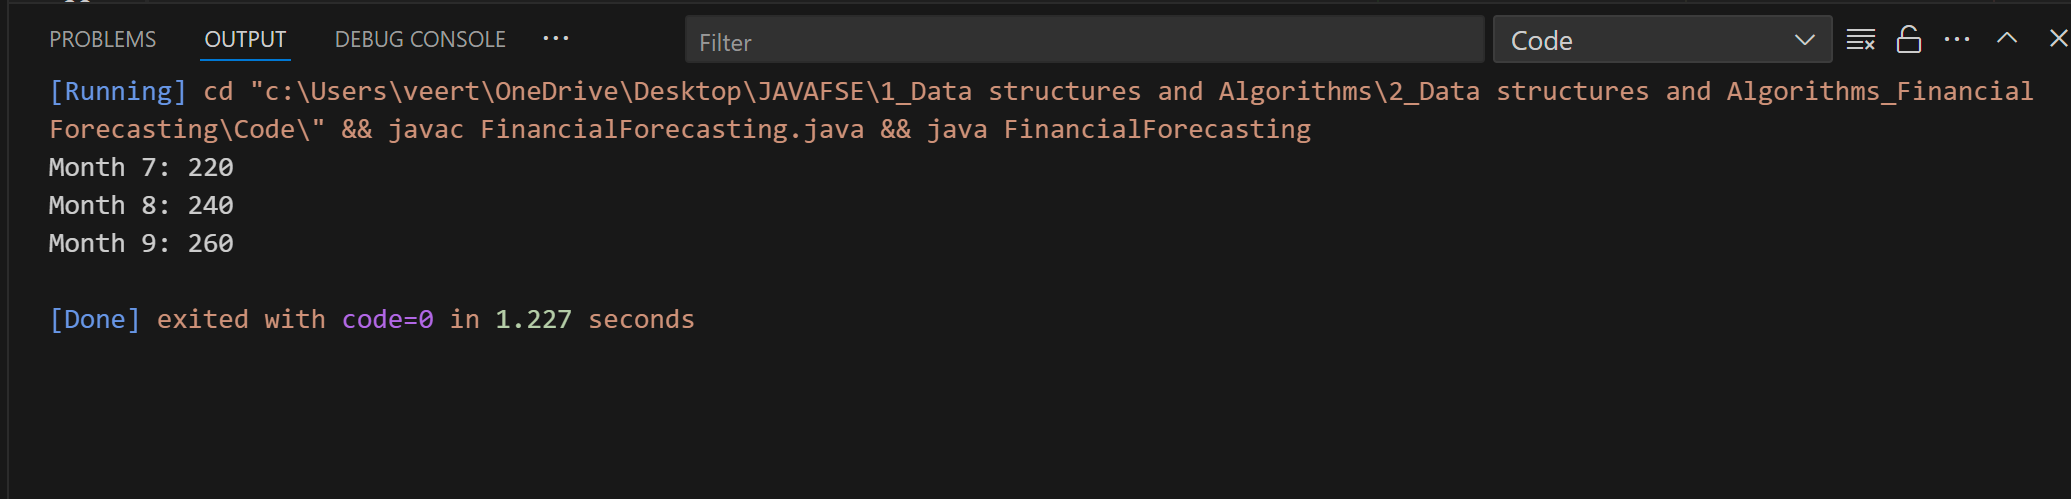 PROBLEMS OUTPUT DEBUG CONSOLE ··· Filter Code ···
[Running] cd "c:\Users\veert\OneDrive\Desktop\JAVAFSE\1_Data structures and Algorithms\2_Data structures and Algorithms_Financial
Forecasting\Code\" && javac FinancialForecasting.java && java FinancialForecasting
Month 7: 220
Month 8: 240
Month 9: 260
[Done] exited with code=0 in 1.227 seconds